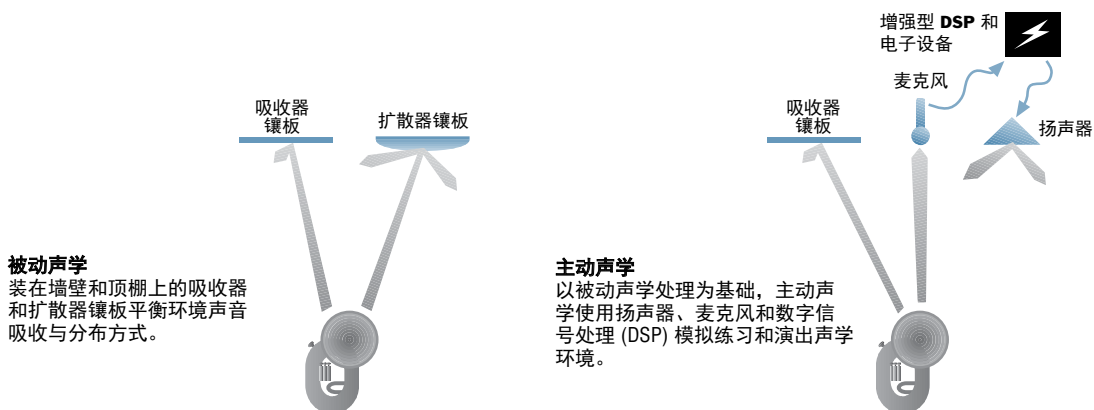 吸收器
镶板
扩散器镶板
被动声学
装在墙壁和顶棚上的吸收器
和扩散器镶板平衡环境声音
吸收与分布方式。
增强型 DSP 和
电子设备
麦克风
吸收器
镶板
扬声器
主动声学
以被动声学处理为基础，主动声
学使用扬声器、麦克风和数字信
号处理 (DSP) 模拟练习和演出声学
环境。